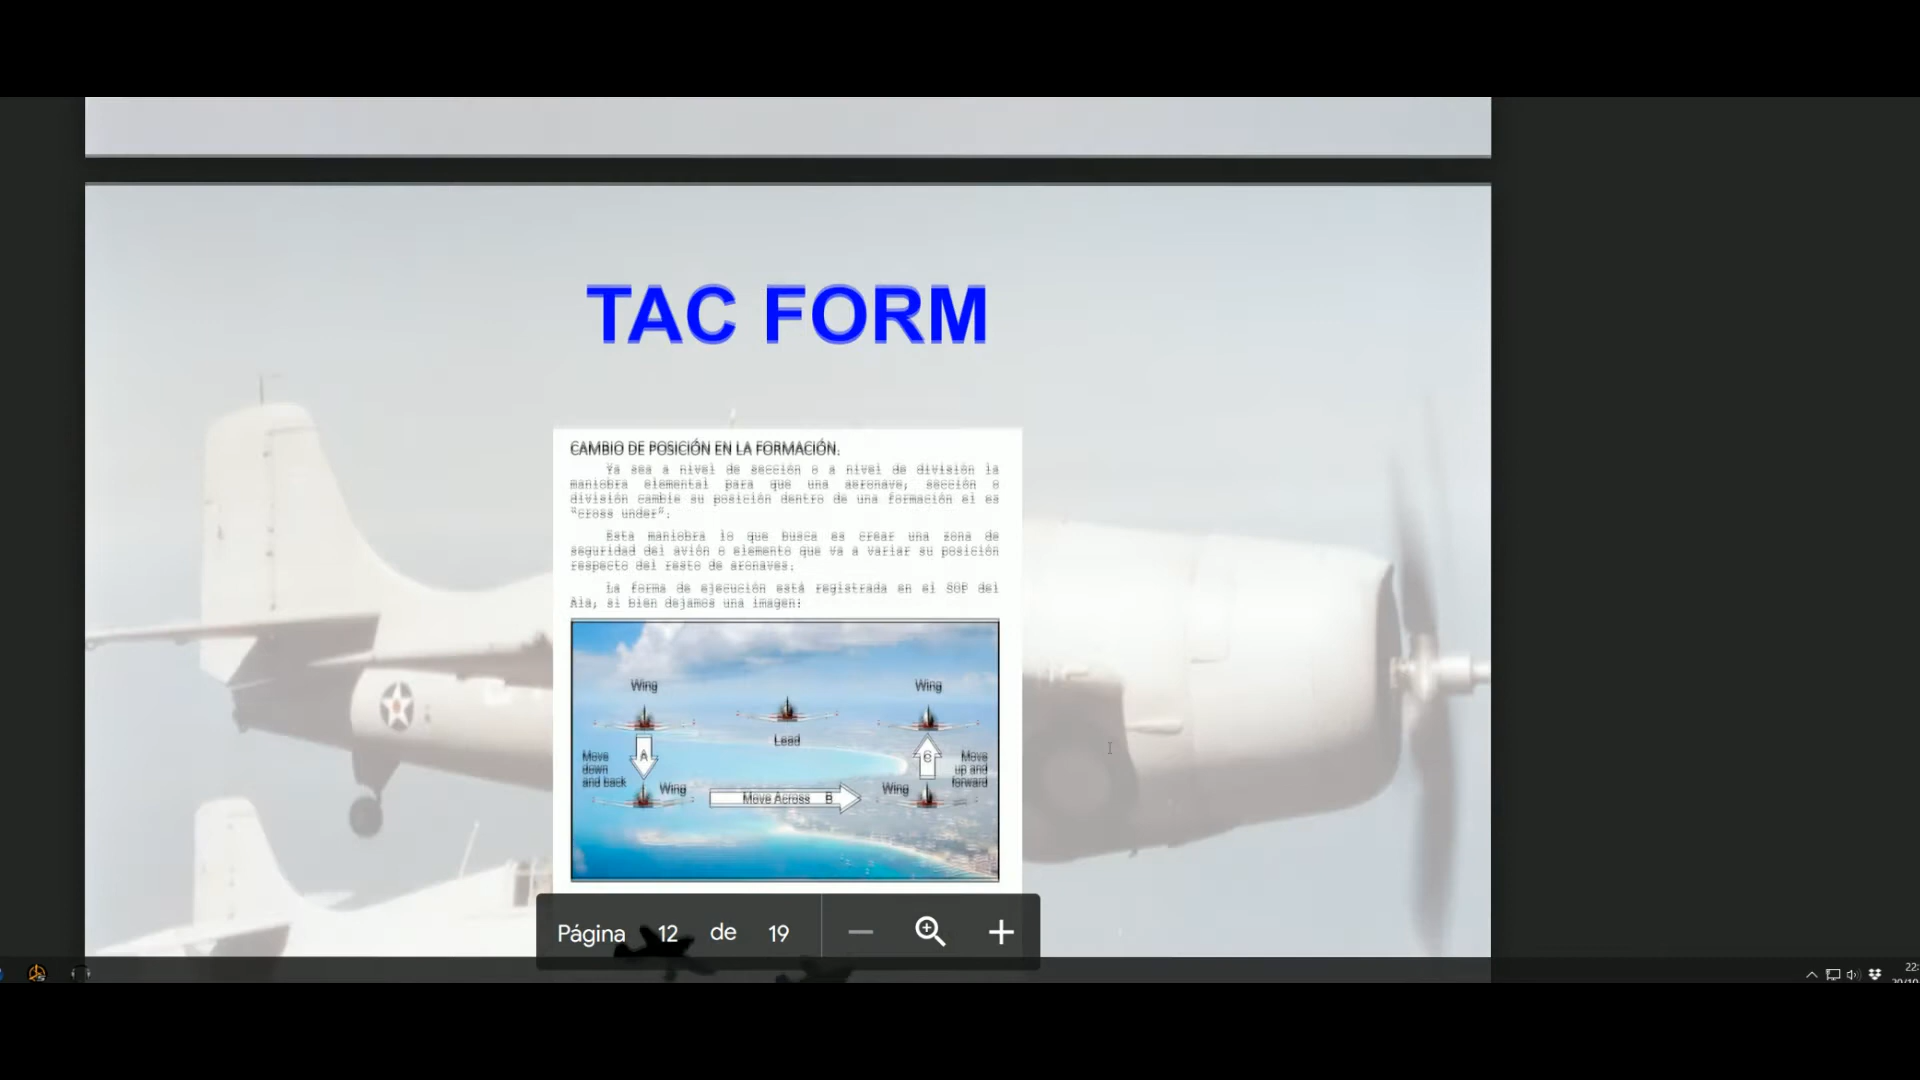 TAC FORM
CAMBIO DE POSICIÓN EN LA FORMACIÓN.
Ya sea a nivel de sección o a nivel de división la
maniobra elemental para que una aeronave, sección o
división cambie su posición dentro de una formación el es
"cross under".
Esta maniobra lo que busca es crear una zona de
seguridad del avión o elemento que va a variar su posición
respecto del resto de aronaves.
La forma de ejecución está registrada en el SOP del
Ala, si bien dejamos una imagen:
Wing
Wing
Lead
Move
down
and back
A
C
Move
up and
forward
Wing
Move Across B
Wing
Página 12 de 19
22: